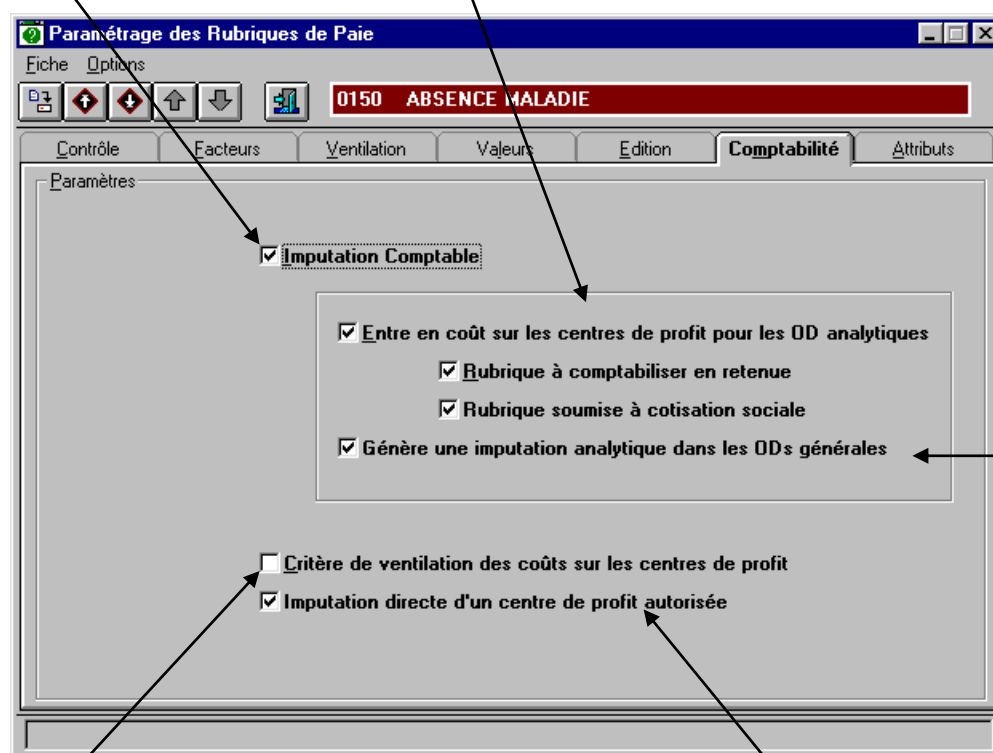 Paramétrage des Rubriques de Paie
Fiche Options
0150 ABSENCE MALADIE
Contrôle Facteurs Ventilation Valeurs Edition Comptabilité Attributs
Paramètres
Imputation Comptable
Entre en coût sur les centres de profit pour les OD analytiques
Rubrique à comptabiliser en retenue
Rubrique soumise à cotisation sociale
Génère une imputation analytique dans les ODs générales
Critère de ventilation des coûts sur les centres de profit
Imputation directe d'un centre de profit autorisée